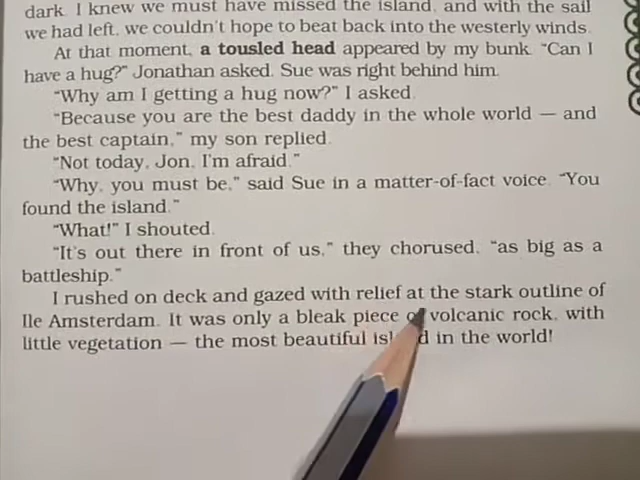 dark. I knew we must have missed the island, and with the sail
we had left, we couldn't hope to beat back into the westerly winds.
At that moment, a tousled head appeared by my bunk. "Can I
have a hug?" Jonathan asked. Sue was right behind him.
"Why am I getting a hug now?" I asked.
"Because you are the best daddy in the whole world — and
the best captain," my son replied.
"Not today, Jon, I'm afraid."
"Why, you must be," said Sue in a matter-of-fact voice. "You
found the island."
"What!" I shouted.
"It's out there in front of us," they chorused, "as big as a
battleship."
I rushed on deck and gazed with relief at the stark outline of
Ile Amsterdam. It was only a bleak piece of volcanic rock, with
little vegetation — the most beautiful island in the world!